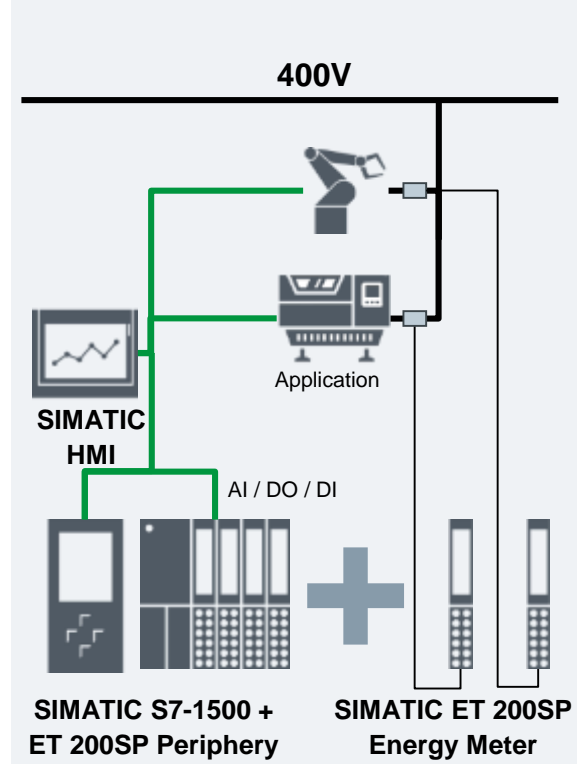 400V
Application
SIMATIC
HMI
AI / DO / DI
SIMATIC S7-1500 +
ET 200SP Periphery
SIMATIC ET 200SP
Energy Meter